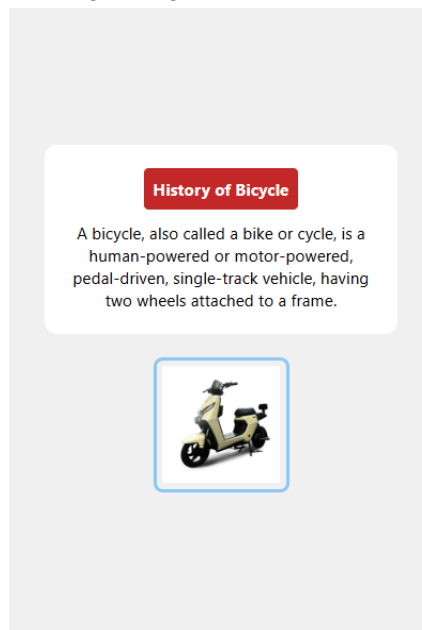 History of Bicycle
A bicycle, also called a bike or cycle, is a
human-powered or motor-powered,
pedal-driven, single-track vehicle, having
two wheels attached to a frame.